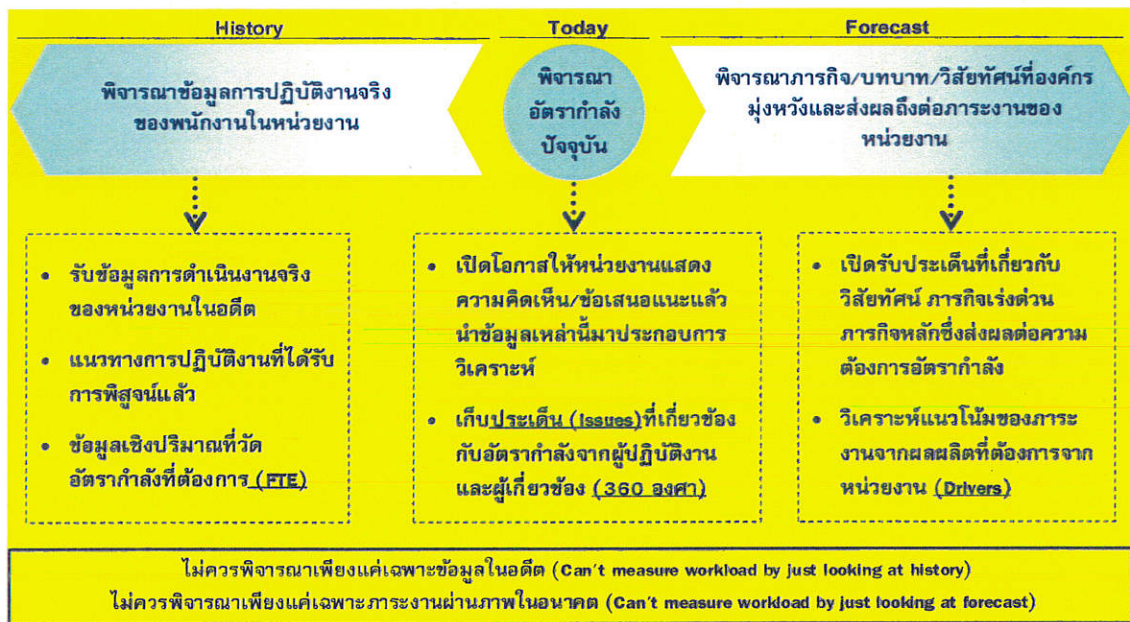 History
Today
Forecast
พิจารณาข้อมูลการปฏิบัติงานจริง
ของพนักงานในหน่วยงาน
พิจารณา
อัตรากำลัง
ปัจจุบัน
พิจารณาภารกิจ/บทบาท/วิสัยทัศน์ที่องค์กร
มุ่งหวังและส่งผลถึงต่อภาระงานของ
หน่วยงาน
• รับข้อมูลการดำเนินงานจริง
ของหน่วยงานในอดีต
• แนวทางการปฏิบัติงานที่ได้รับ
การพิสูจน์แล้ว
• ข้อมูลเชิงปริมาณที่วัด
อัตรากำลังที่ต้องการ (FTE)
• เปิดโอกาสให้หน่วยงานแสดง
ความคิดเห็น/ข้อเสนอแนะแล้ว
นำข้อมูลเหล่านี้มาประกอบการ
วิเคราะห์
• เก็บประเด็น (Issues)ที่เกี่ยวข้อง
กับอัตรากำลังจากผู้ปฏิบัติงาน
และผู้เกี่ยวข้อง (360 องศา)
• เปิดรับประเด็นที่เกี่ยวกับ
วิสัยทัศน์ ภารกิจเร่งด่วน
ภารกิจหลักซึ่งส่งผลต่อความ
ต้องการอัตรากำลัง
• วิเคราะห์แนวโน้มของภาระ
งานจากผลผลิตที่ต้องการจาก
หน่วยงาน (Drivers)
ไม่ควรพิจารณาเพียงแค่เฉพาะข้อมูลในอดีต (Can't measure workload by just looking at history)
ไม่ควรพิจารณาเพียงแค่เฉพาะภาระงานผ่านภาพในอนาคต (Can't measure workload by just looking at forecast)